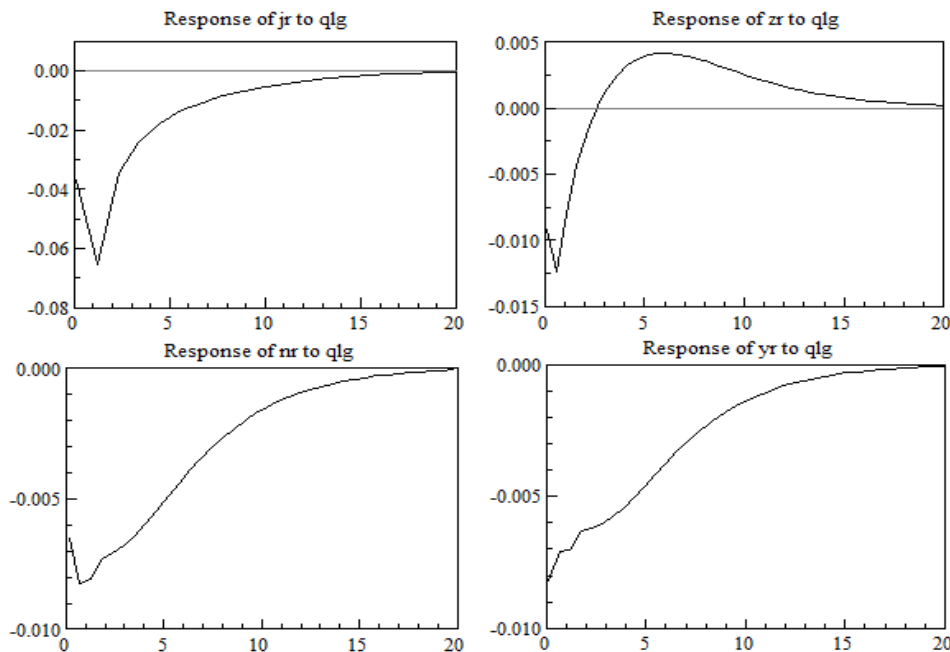 Response of jr to qlg
0.00
-0.02
-0.04
-0.06
-0.08
0 5 10 15 20
Response of zr to qlg
0.005
0.000
-0.005
-0.010
-0.015
0 5 10 15 20
Response of nr to qlg
0.000
-0.005
-0.010
0 5 10 15 20
Response of yr to qlg
0.000
-0.005
-0.010
0 5 10 15 20